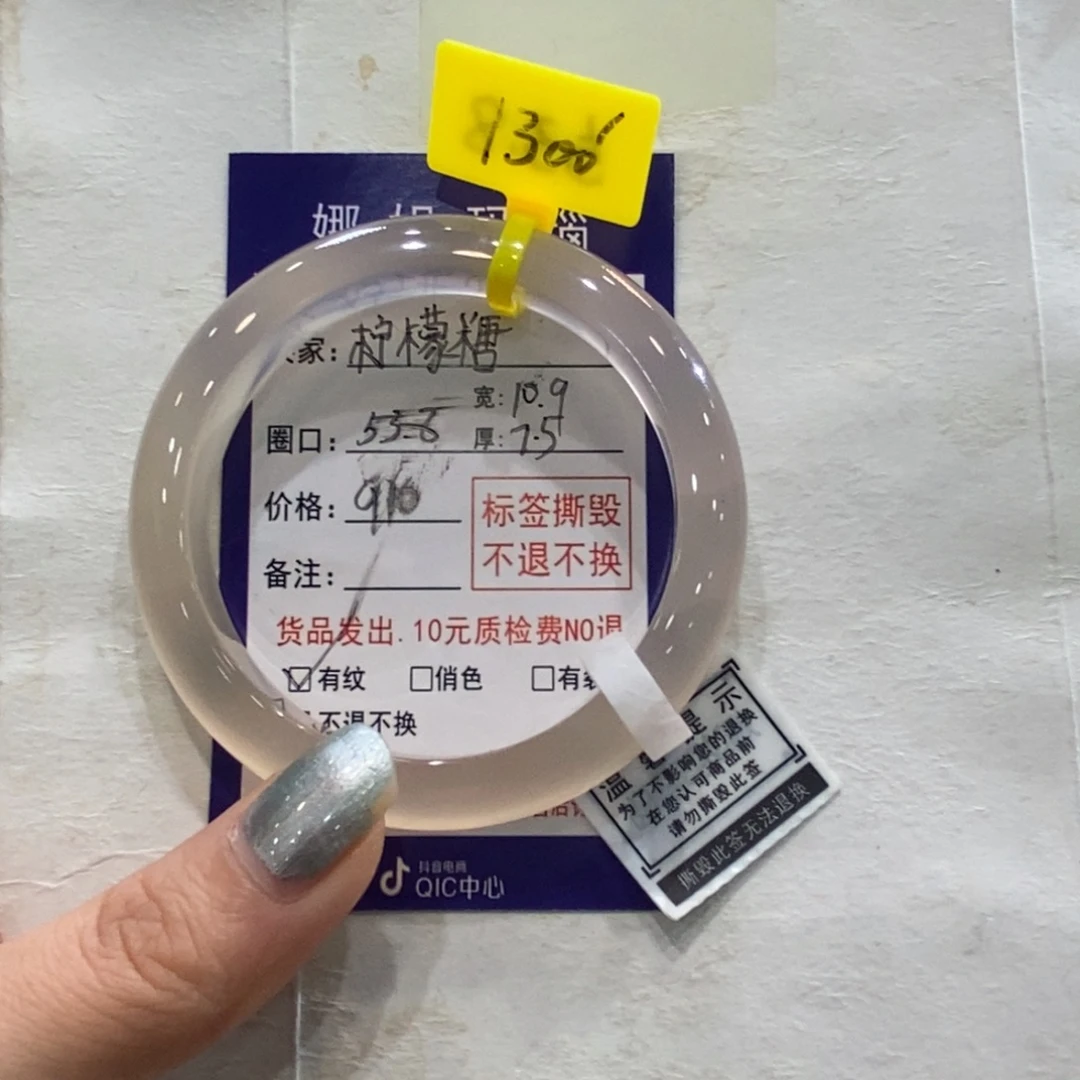 1300
家：柠檬糖
宽：10.9
圈口：53.8 厚：7.5
价格：910
标签撕毁
不退不换
备注：
货品发出.10元质检费NO退
有纹 俏色 有
不退不换
抖音电商
QIC中心
温 提示
为了不影响您的退换
在您认可商品前
请勿撕毁此签
撕毁此签无法退换